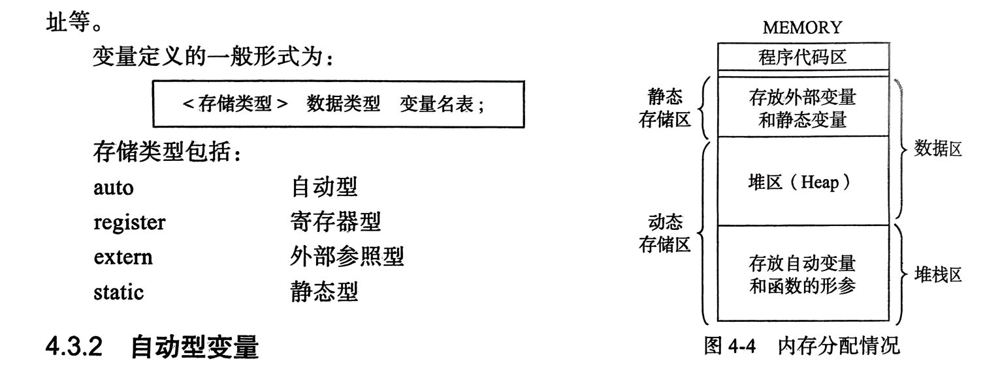 址等。
变量定义的一般形式为：
<存储类型> 数据类型 变量名表；
存储类型包括：
auto 自动型
register 寄存器型
extern 外部参照型
static 静态型
4.3.2 自动型变量
MEMORY
程序代码区
静态
存储区
存放外部变量
和静态变量
数据区
堆区（Heap）
动态
存储区
存放自动变量
和函数的形参
堆栈区
图 4-4 内存分配情况